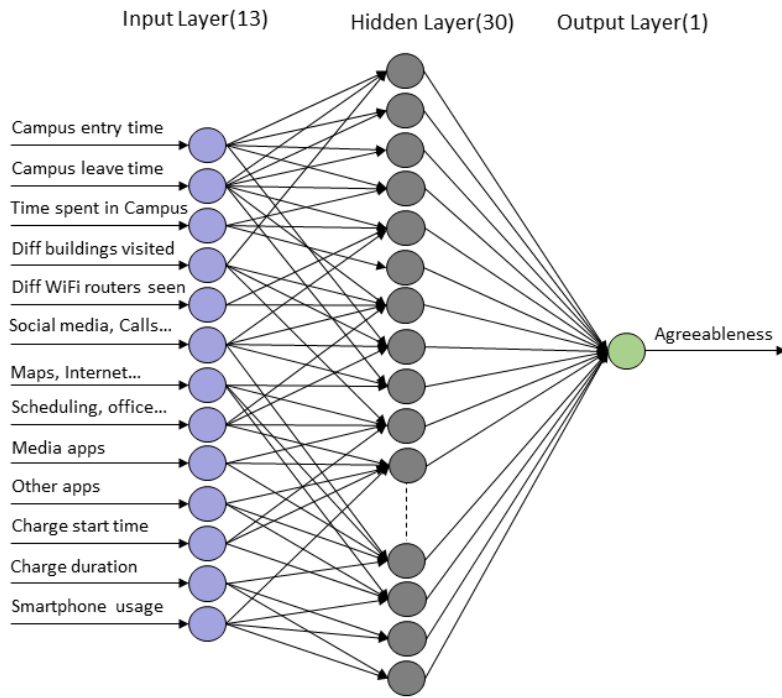 Input Layer(13)
Hidden Layer(30)
Output Layer(1)
Campus entry time
Campus leave time
Time spent in Campus
Diff buildings visited
Diff WiFi routers seen
Social media, Calls...
Maps, Internet...
Scheduling, office...
Media apps
Other apps
Charge start time
Charge duration
Smartphone usage
Agreeableness